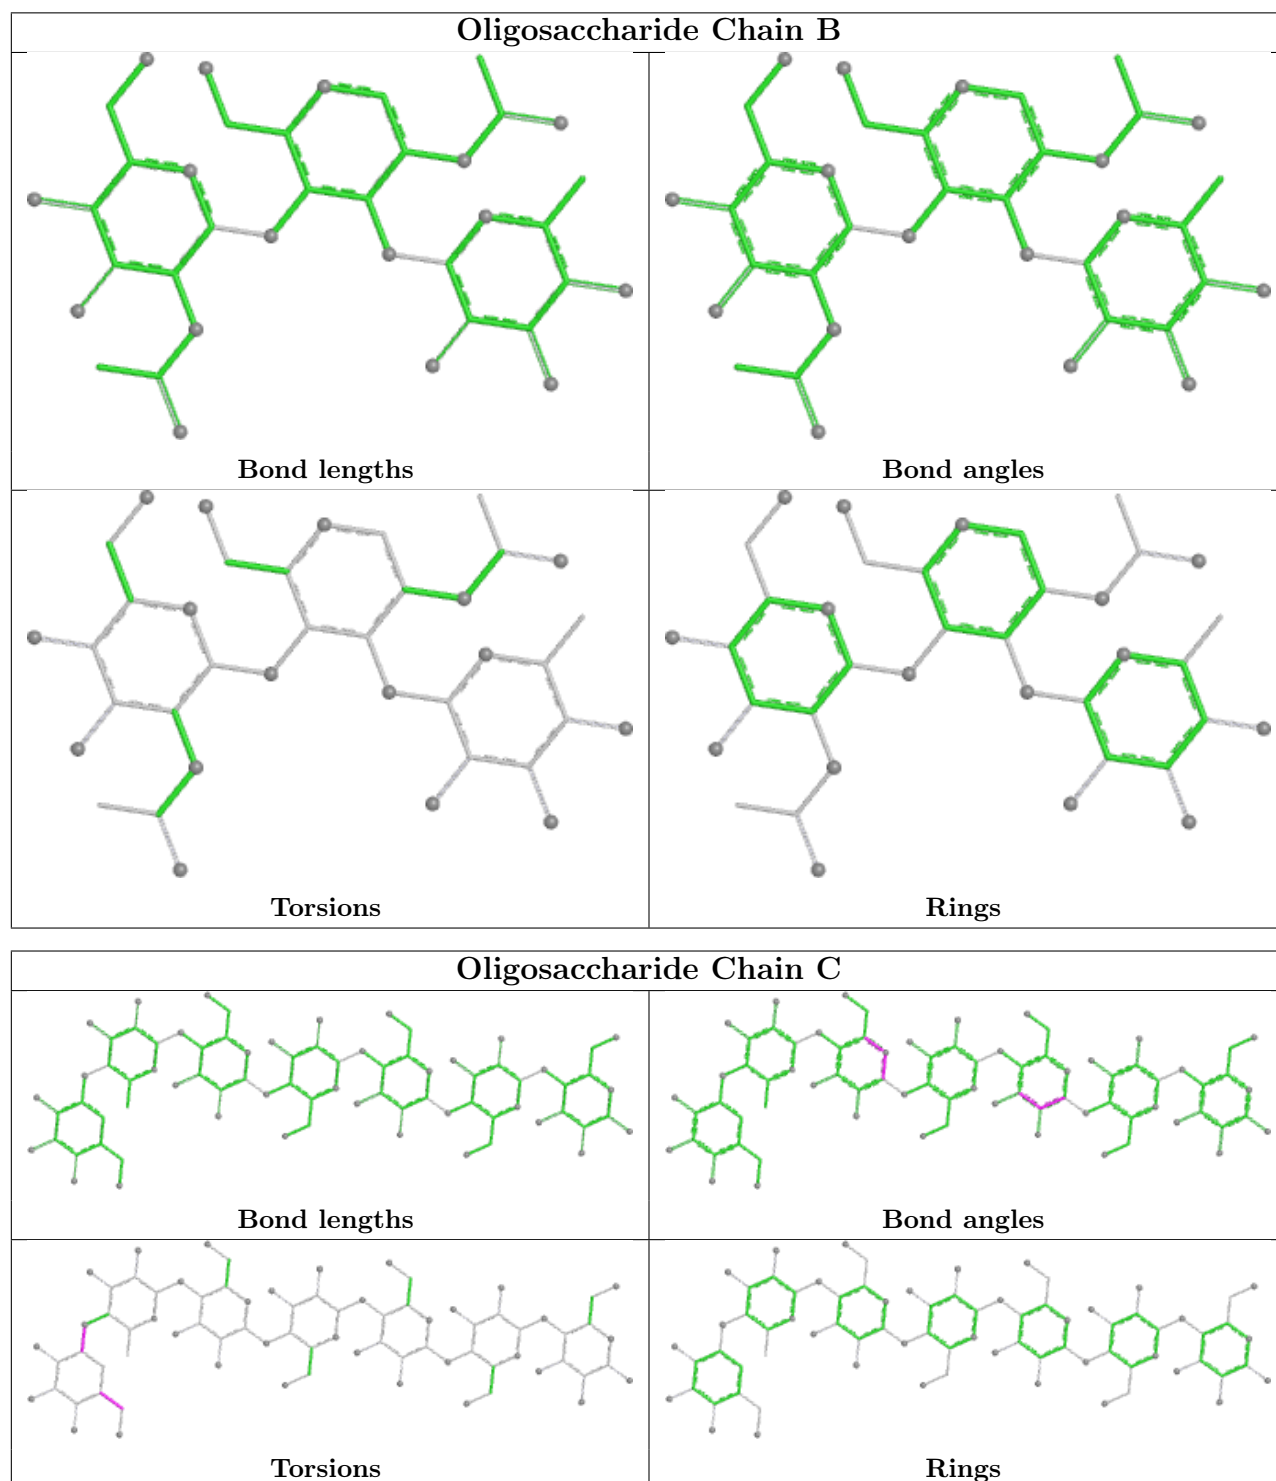 Oligosaccharide Chain B
Bond lengths
Bond angles
Torsions
Rings
Oligosaccharide Chain C
Bond lengths
Bond angles
Torsions
Rings